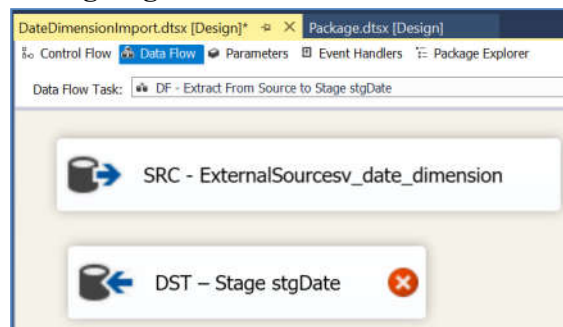 DateDimensionImport.dtsx [Design]* Package.dtsx [Design]
Control Flow Data Flow Parameters Event Handlers Package Explorer
Data Flow Task: DF - Extract From Source to Stage stgDate
SRC - ExternalSourcesv_date_dimension
DST – Stage stgDate